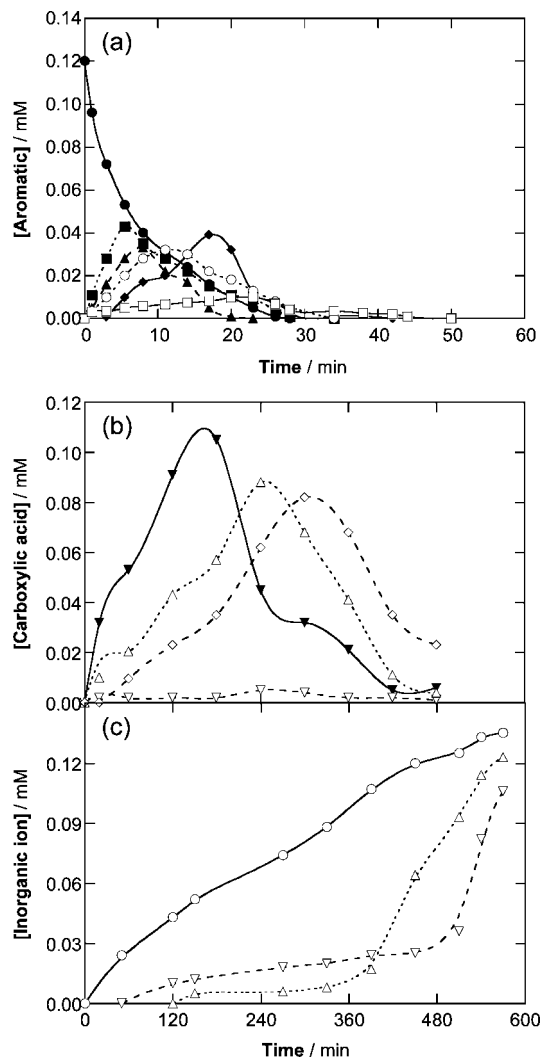 0.14
(a)
0.12
0.10
0.08
0.06
0.04
0.02
0.00
[Aromatic] / mM
0 10 20 30 40 50 60
Time / min
0.12
(b)
0.10
0.08
0.06
0.04
0.02
0.00
[Carboxylic acid] / mM
(c)
0.12
0.09
0.06
0.03
0.00
[Inorganic ion] / mM
0 120 240 360 480 600
Time / min